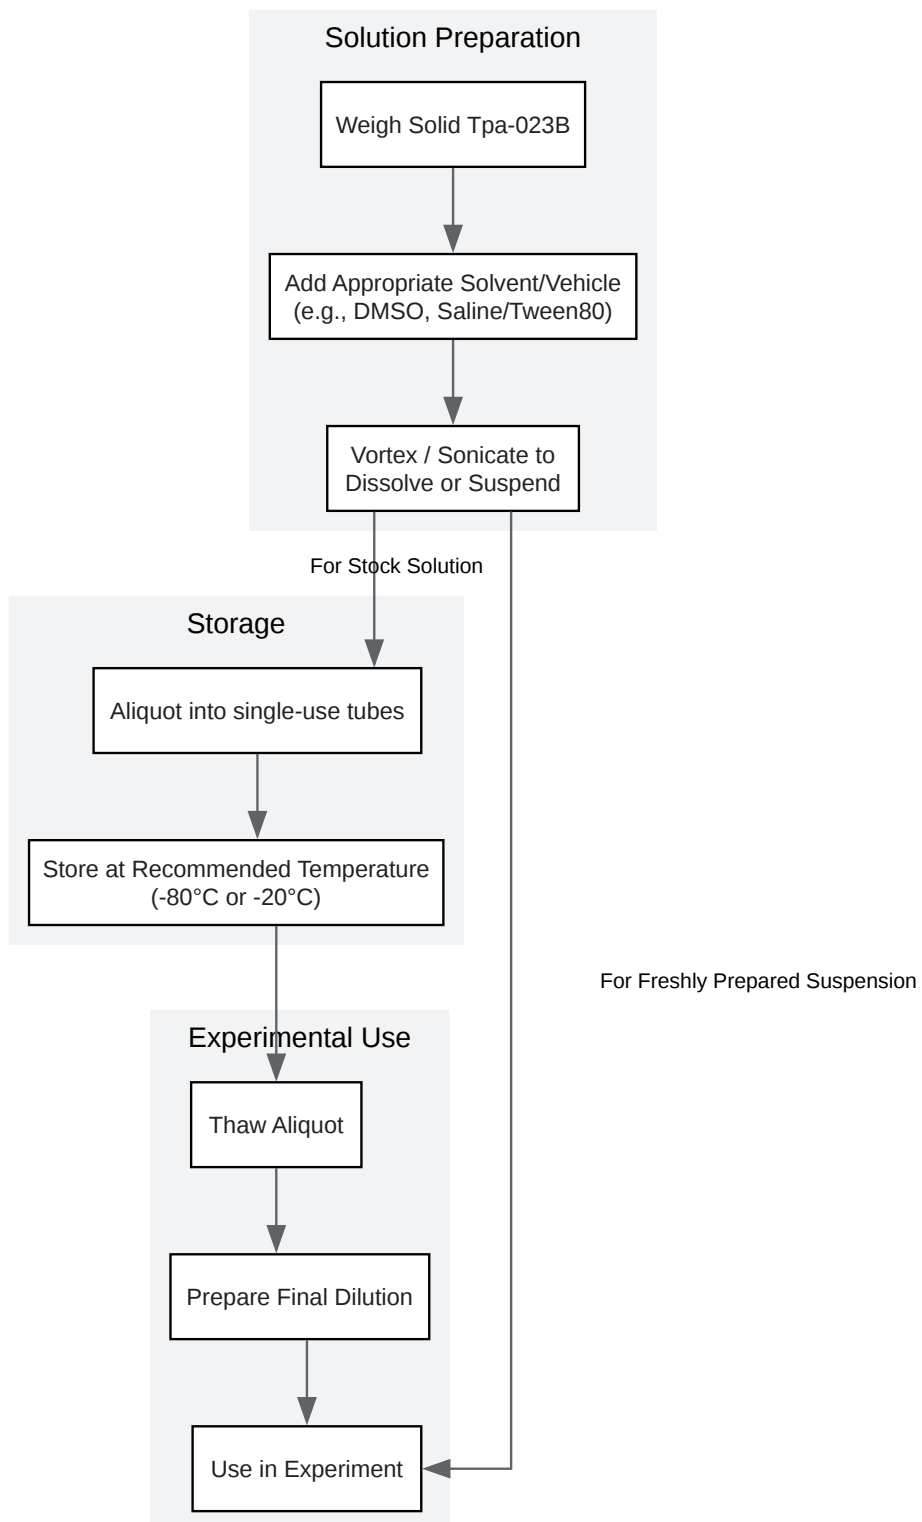 Solution Preparation
Weigh Solid Tpa-023B
Add Appropriate Solvent/Vehicle
(e.g., DMSO, Saline/Tween80)
Vortex / Sonicate to
Dissolve or Suspend
For Stock Solution
Storage
Aliquot into single-use tubes
Store at Recommended Temperature
(-80°C or -20°C)
For Freshly Prepared Suspension
Experimental Use
Thaw Aliquot
Prepare Final Dilution
Use in Experiment